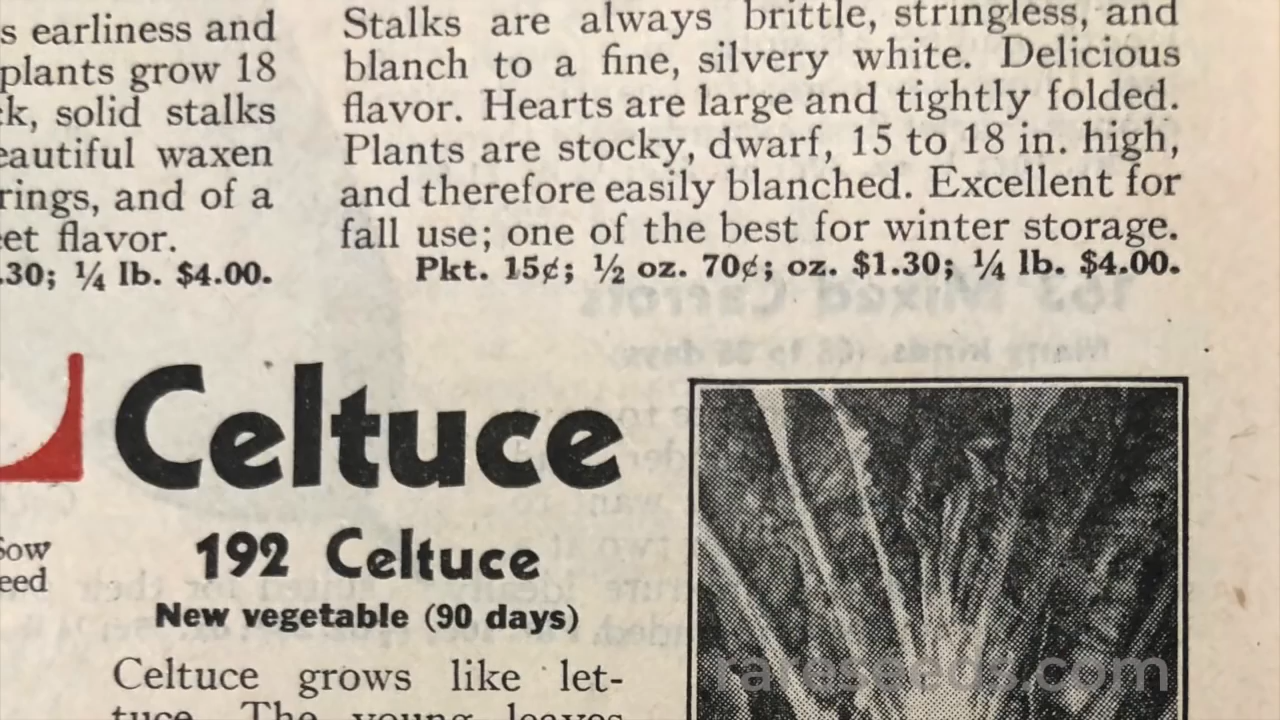 s earliness and
plants grow 18
k, solid stalks
eautiful waxen
rings, and of a
et flavor.
.30; ¼ lb. $4.00.
Stalks are always brittle, stringless, and
blanch to a fine, silvery white. Delicious
flavor. Hearts are large and tightly folded.
Plants are stocky, dwarf, 15 to 18 in. high,
and therefore easily blanched. Excellent for
fall use; one of the best for winter storage.
Pkt. 15¢; ½ oz. 70¢; oz. $1.30; ¼ lb. $4.00.
Sow
eed
Celtuce
192 Celtuce
New vegetable (90 days)
Celtuce grows like let-
tuce. The young leaves
rareseeds.com